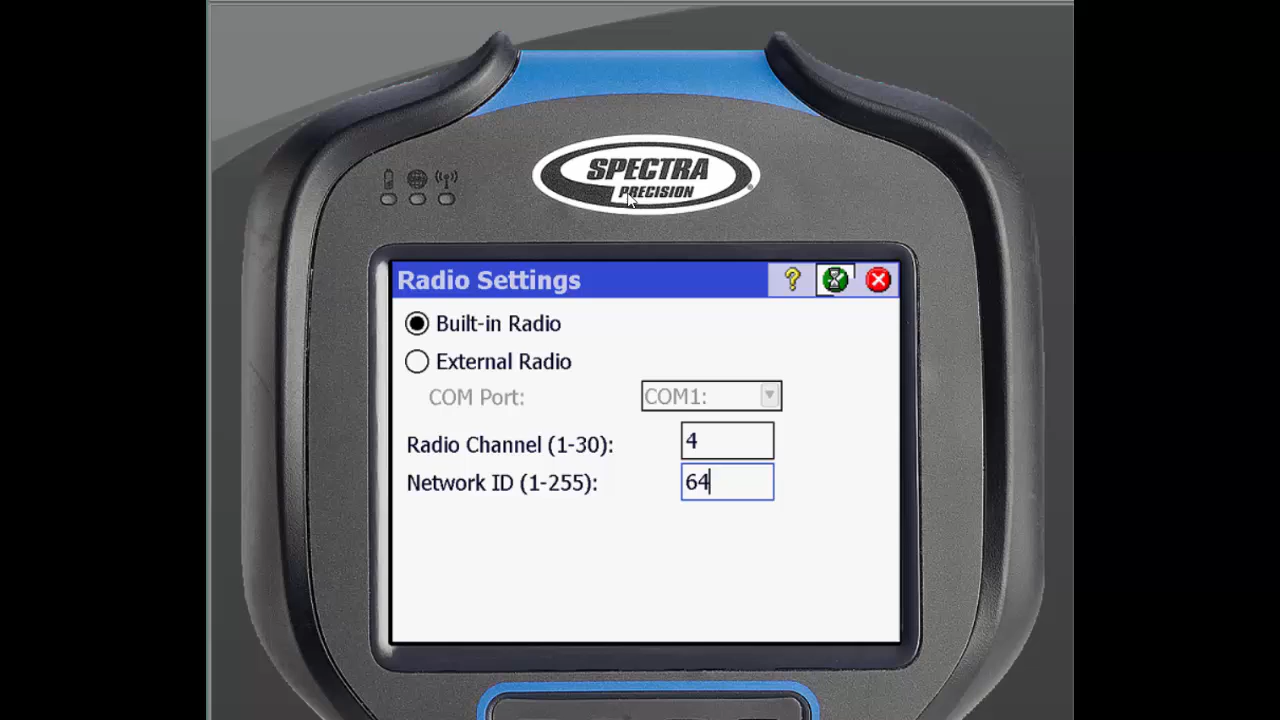 SPECTRA
PRECISION
Radio Settings
Built-in Radio
External Radio
COM Port: COM1:
Radio Channel (1-30): 4
Network ID (1-255): 64